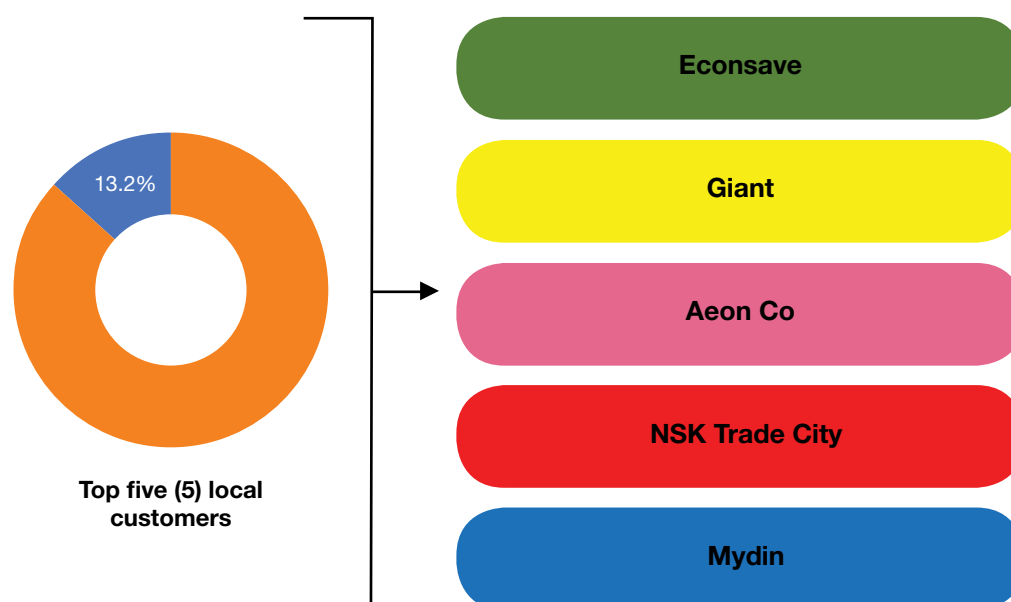 13.2%
Top five (5) local
customers
Econsave
Giant
Aeon Co
NSK Trade City
Mydin